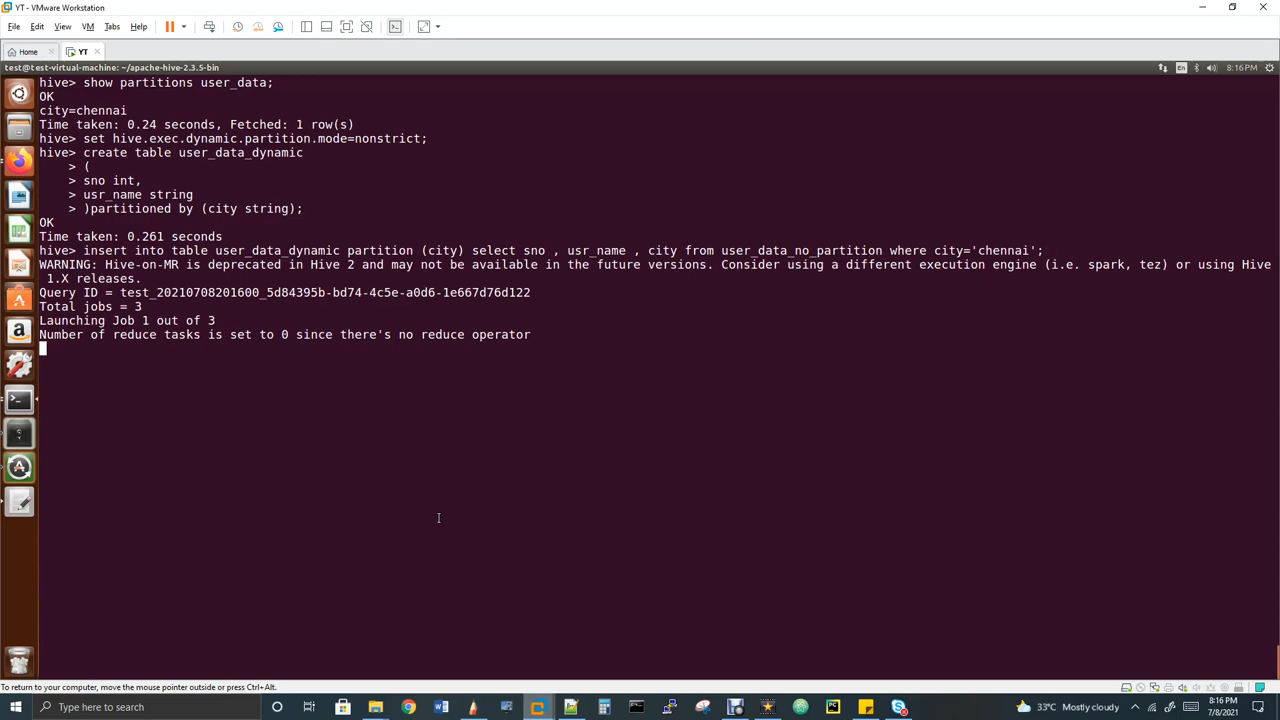 YT - VMware Workstation
File Edit View VM Tabs Help
Home YT
test@test-virtual-machine: ~/apache-hive-2.3.5-bin En 8:16 PM
hive> show partitions user_data;
OK
city=chennai
Time taken: 0.24 seconds, Fetched: 1 row(s)
hive> set hive.exec.dynamic.partition.mode=nonstrict;
hive> create table user_data_dynamic
    > (
    > sno int,
    > usr_name string
    > )partitioned by (city string);
OK
Time taken: 0.261 seconds
hive> insert into table user_data_dynamic partition (city) select sno , usr_name , city from user_data_no_partition where city='chennai';
WARNING: Hive-on-MR is deprecated in Hive 2 and may not be available in the future versions. Consider using a different execution engine (i.e. spark, tez) or using Hive
 1.X releases.
Query ID = test_20210708201600_5d84395b-bd74-4c5e-a0d6-1e667d76d122
Total jobs = 3
Launching Job 1 out of 3
Number of reduce tasks is set to 0 since there's no reduce operator
To return to your computer, move the mouse pointer outside or press Ctrl+Alt.
Type here to search
33°C Mostly cloudy
8:16 PM
7/8/2021